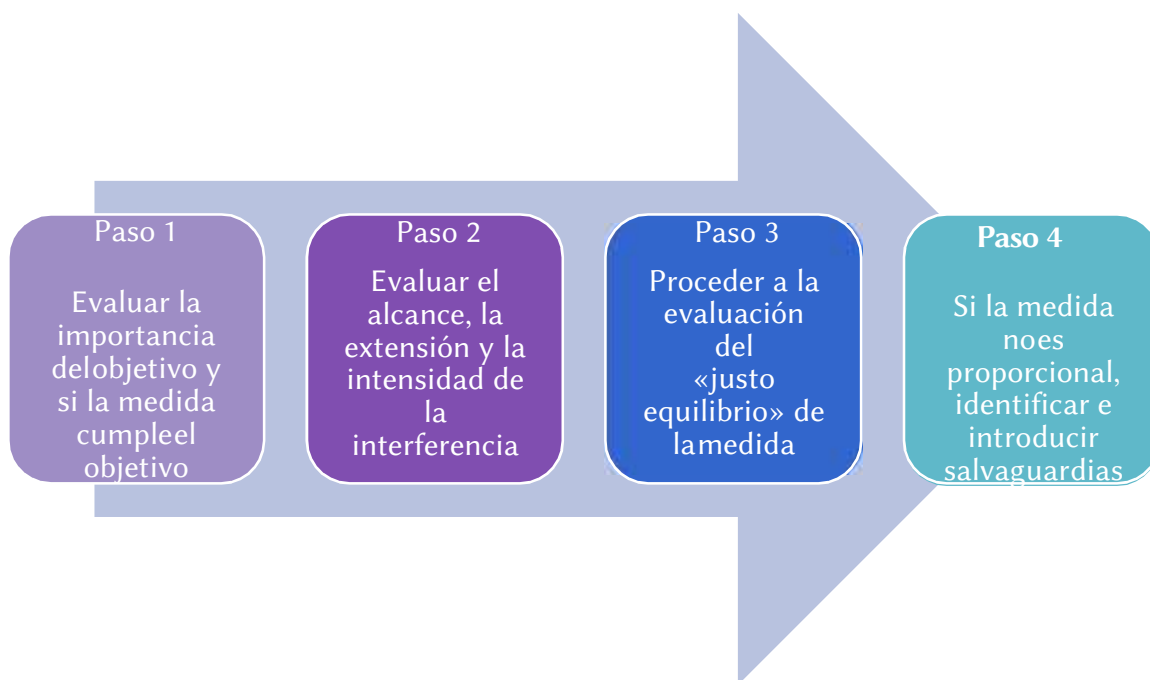 Paso 1
Evaluar la
importancia
delobjetivo y
si la medida
cumpleel
objetivo
Paso 2
Evaluar el
alcance, la
extensión y la
intensidad de
la
interferencia
Paso 3
Proceder a la
evaluación
del
«justo
equilibrio» de
lamedida
Paso 4
Si la medida
noes
proporcional,
identificar e
introducir
salvaguardias